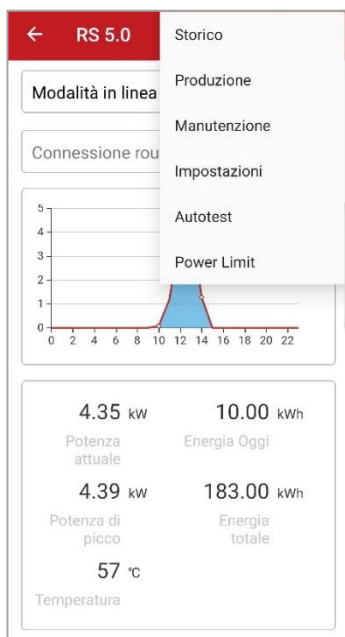 ← RS 5.0
Storico
Produzione
Manutenzione
Impostazioni
Autotest
Power Limit
Modalità in linea
Connessione rou
5
4
3
2
1
0
0 2 4 6 8 10 12 14 16 18 20 22
4.35 kW
Potenza
attuale
10.00 kWh
Energia Oggi
4.39 kW
Potenza di
picco
183.00 kWh
Energia
totale
57 °C
Temperatura